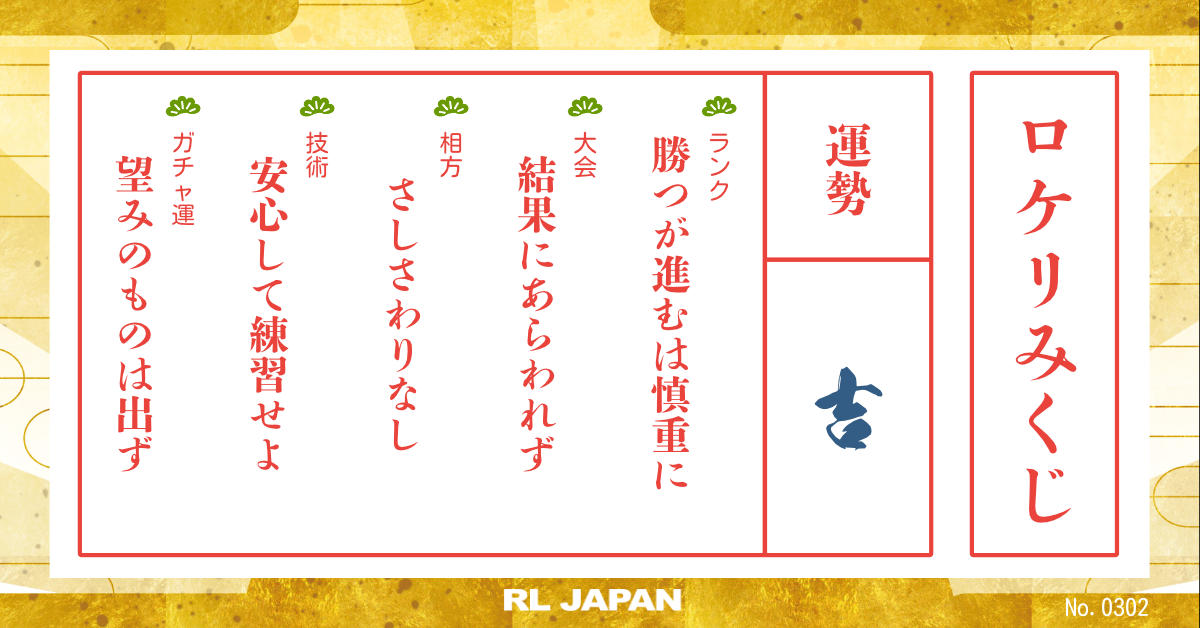 ロケリみくじ
運勢
吉
ランク
勝つが進むは慎重に
大会
結果にあらわれず
相方
さしさわりなし
技術
安心して練習せよ
ガチャ運
望みのものは出ず
RL JAPAN
No. 0302